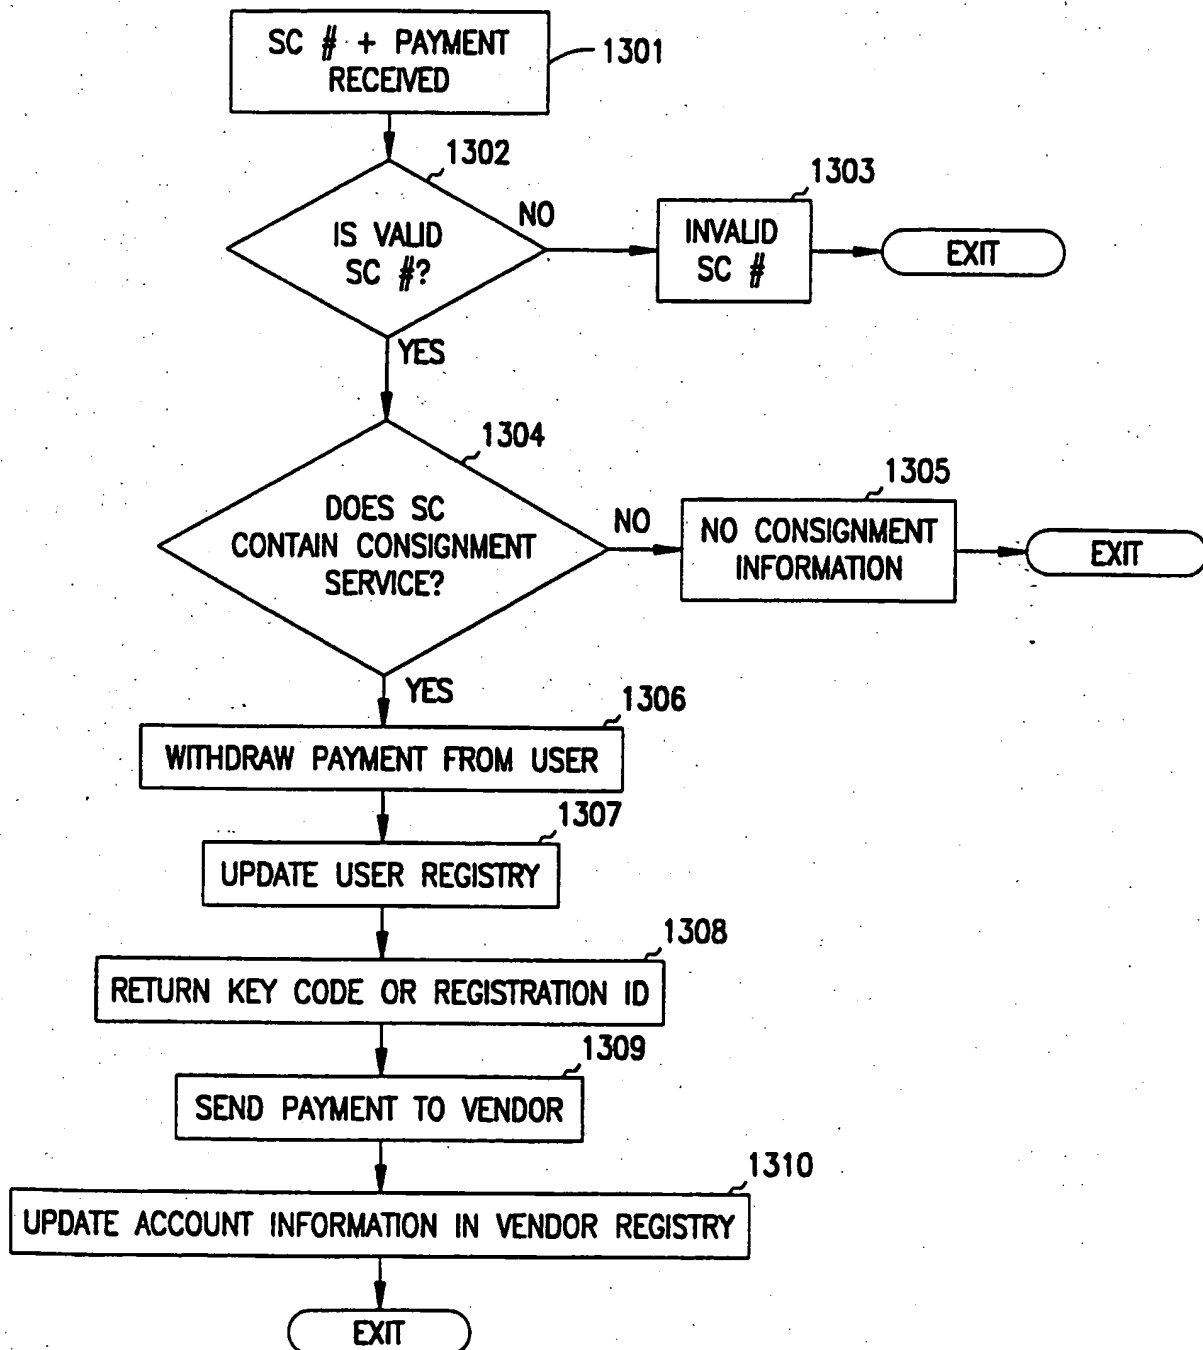 SC # + PAYMENT
RECEIVED
1301
1302
IS VALID
SC #?
NO
1303
INVALID
SC #
EXIT
YES
1304
DOES SC
CONTAIN CONSIGNMENT
SERVICE?
NO
1305
NO CONSIGNMENT
INFORMATION
EXIT
YES
1306
WITHDRAW PAYMENT FROM USER
1307
UPDATE USER REGISTRY
1308
RETURN KEY CODE OR REGISTRATION ID
1309
SEND PAYMENT TO VENDOR
1310
UPDATE ACCOUNT INFORMATION IN VENDOR REGISTRY
EXIT